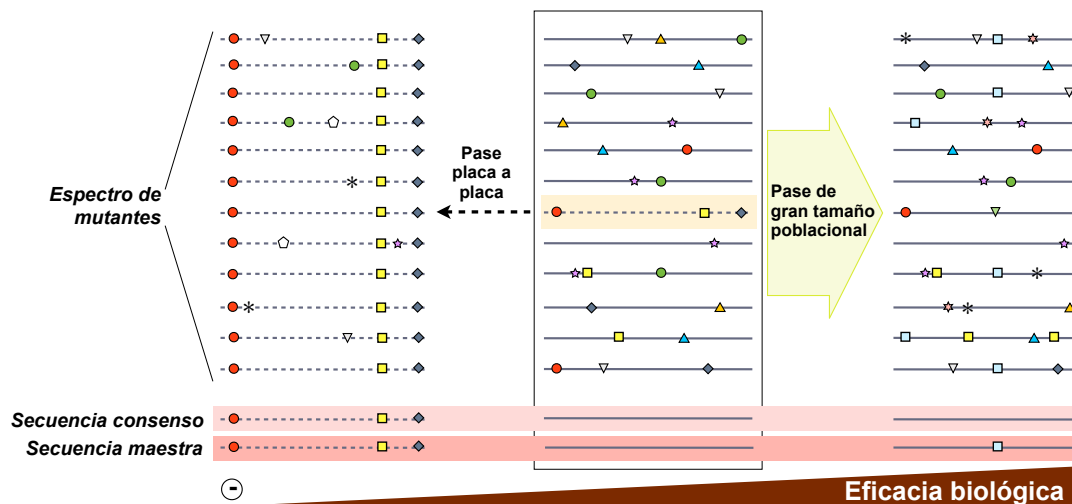 Espectro de
mutantes
Pase
placa a
placa
Pase de
gran tamaño
poblacional
Secuencia consenso
Secuencia maestra
-
Eficacia biológica